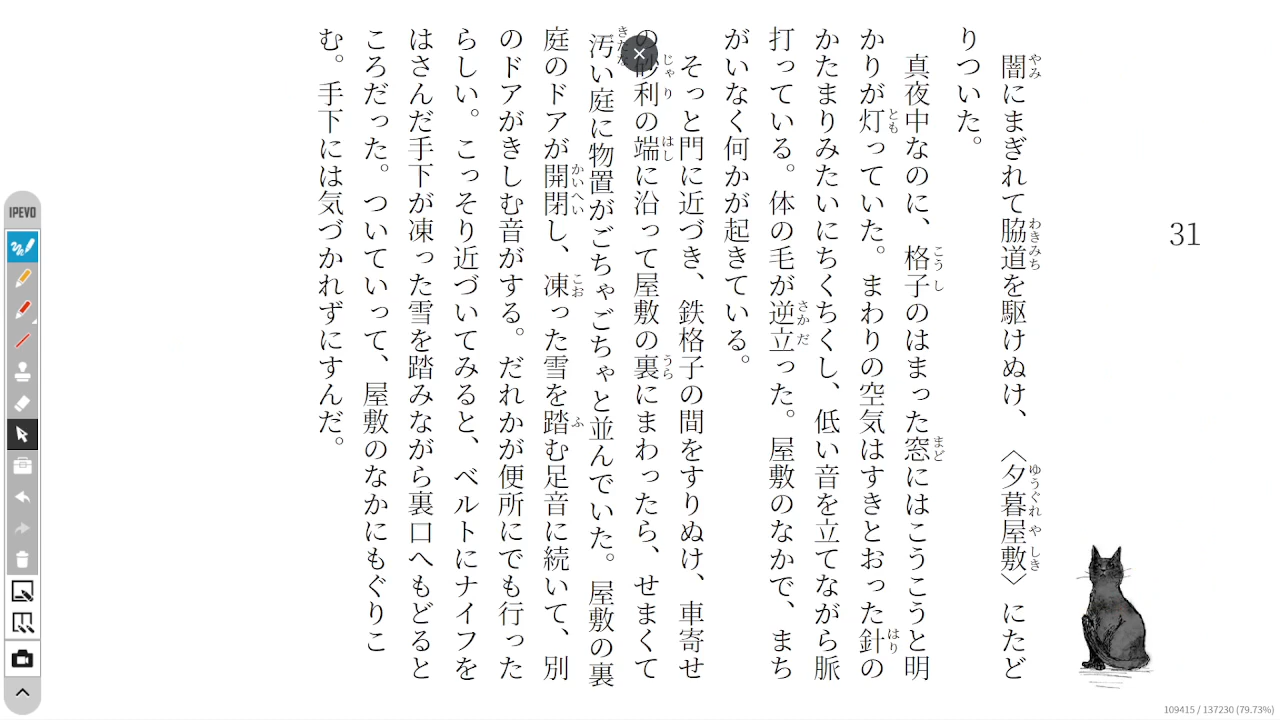 31
闇にまぎれて脇道を駆けぬけ、〈夕暮屋敷〉にたど
りついた。
真夜中なのに、格子のはまった窓にはこうこうと明
かりが灯っていた。まわりの空気はすきとおった針の
かたまりみたいにちくちくし、低い音を立てながら脈
打っている。体の毛が逆立った。屋敷のなかで、まち
がいなく何かが起きている。
そっと門に近づき、鉄格子の間をすりぬけ、車寄せ
の砂利の端に沿って屋敷の裏にまわったら、せまくて
汚い庭に物置がごちゃごちゃと並んでいた。屋敷の裏
庭のドアが開閉し、凍った雪を踏む足音に続いて、別
のドアがきしむ音がする。だれかが便所にでも行った
らしい。こっそり近づいてみると、ベルトにナイフを
はさんだ手下が凍った雪を踏みながら裏口へもどると
ころだった。ついていって、屋敷のなかにもぐりこ
む。手下には気づかれずにすんだ。
IPEVO
109415 / 137230 (79.73%)